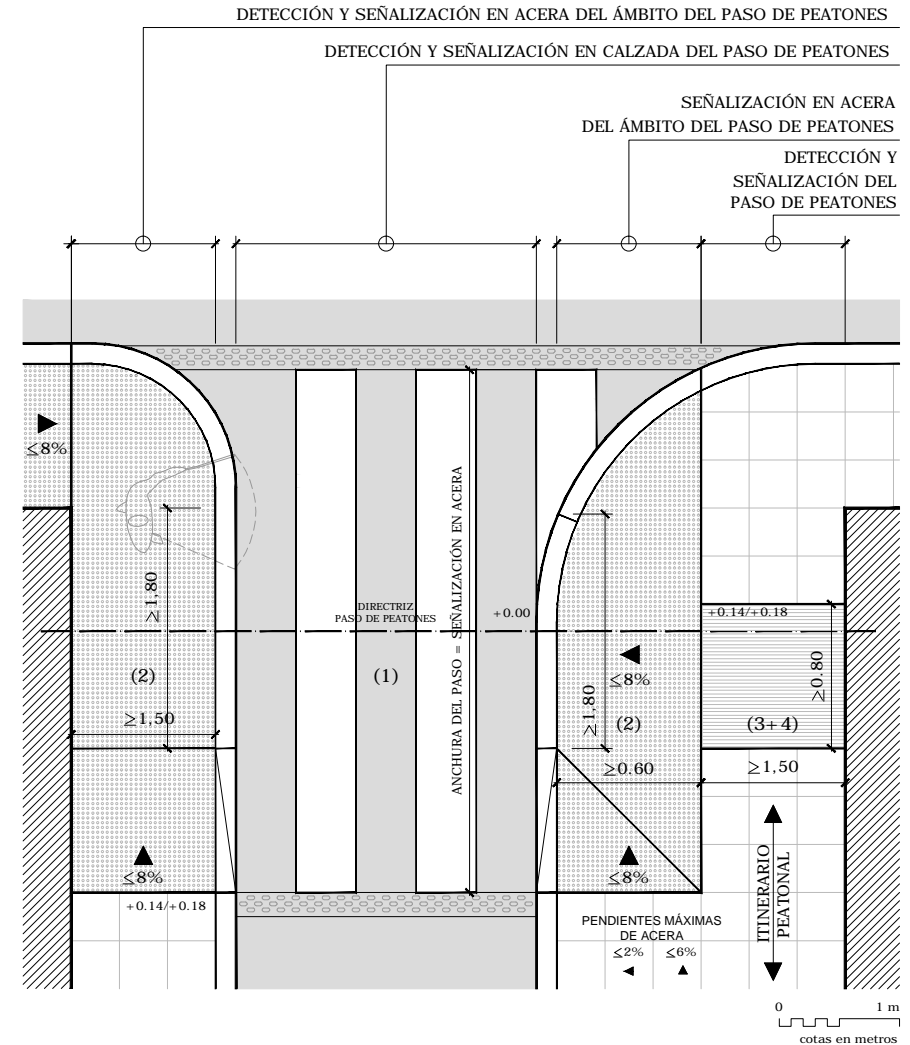 DETECCIÓN Y SEÑALIZACIÓN EN ACERA DEL ÁMBITO DEL PASO DE PEATONES
DETECCIÓN Y SEÑALIZACIÓN EN CALZADA DEL PASO DE PEATONES
SEÑALIZACIÓN EN ACERA
DEL ÁMBITO DEL PASO DE PEATONES
DETECCIÓN Y
SEÑALIZACIÓN DEL
PASO DE PEATONES
≤8%
≥1,80
DIRECTRIZ
PASO DE PEATONES
ANCHURA DEL PASO = SEÑALIZACIÓN EN ACERA
+0.00
+0.14/+0.18
(2)
(1)
≥1,50
≥1,80
≤8%
(2)
≥0.80
(3+4)
≥0.60
≥1,50
≤8%
≤8%
+0.14/+0.18
PENDIENTES MÁXIMAS
DE ACERA
≤2%
≤6%
ITINERARIO
PEATONAL
0
1 m
cotas en metros